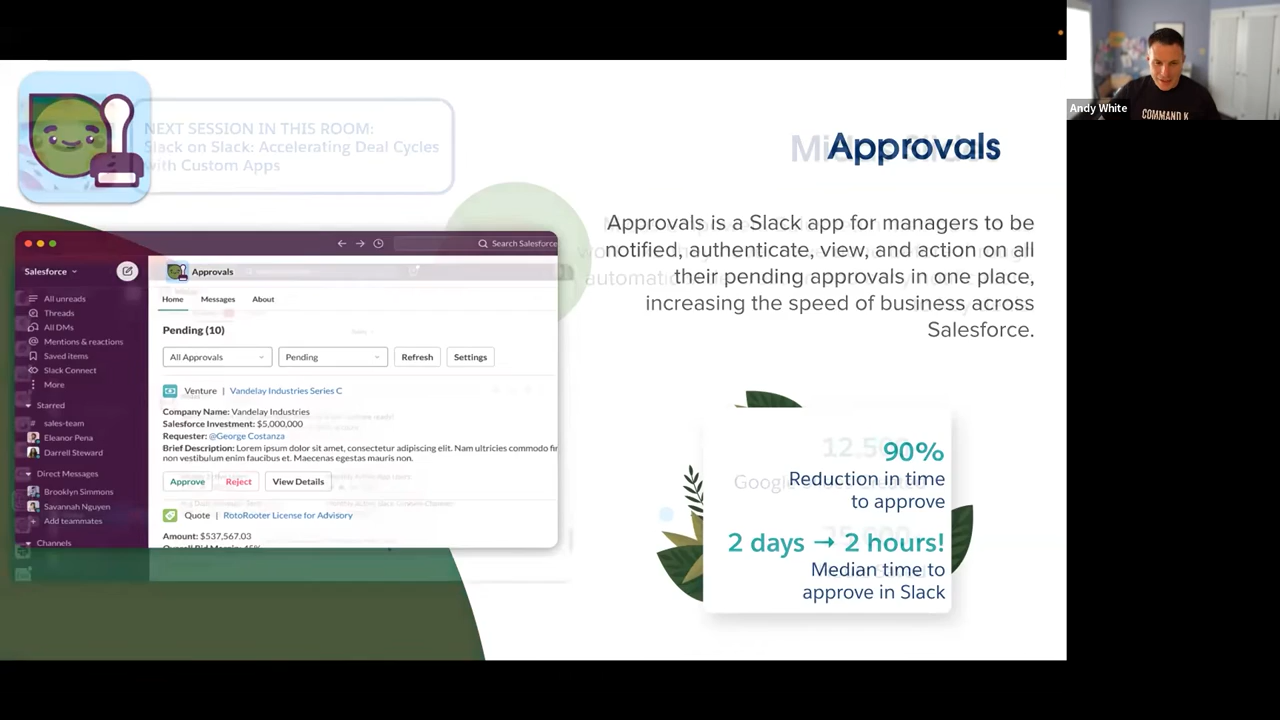 Andy White
COMMAND K
NEXT SESSION IN THIS ROOM:
Slack on Slack: Accelerating Deal Cycles
with Custom Apps
Approvals
Approvals is a Slack app for managers to be
notified, authenticate, view, and action on all
their pending approvals in one place,
increasing the speed of business across
Salesforce.
Search Salesforce
Salesforce
All unreads
Threads
All DMs
Mentions & reactions
Saved items
Slack Connect
More
Starred
# sales-team
Eleanor Pena
Darrell Steward
Direct Messages
Brooklyn Simmons
Savannah Nguyen
+ Add teammates
Channels
Approvals
Home Messages About
Pending (10)
All Approvals Pending Refresh Settings
Venture | Vandelay Industries Series C
Company Name: Vandelay Industries
Salesforce Investment: $5,000,000
Requester: @George Costanza
Brief Description: Lorem ipsum dolor sit amet, consectetur adipiscing elit. Nam ultricies commodo
non vestibulum enim faucibus et. Maecenas egestas mauris non.
Approve Reject View Details
Quote | RotoRooter License for Advisory
Amount: $537,567.03
90%
Reduction in time
to approve
2 days → 2 hours!
Median time to
approve in Slack